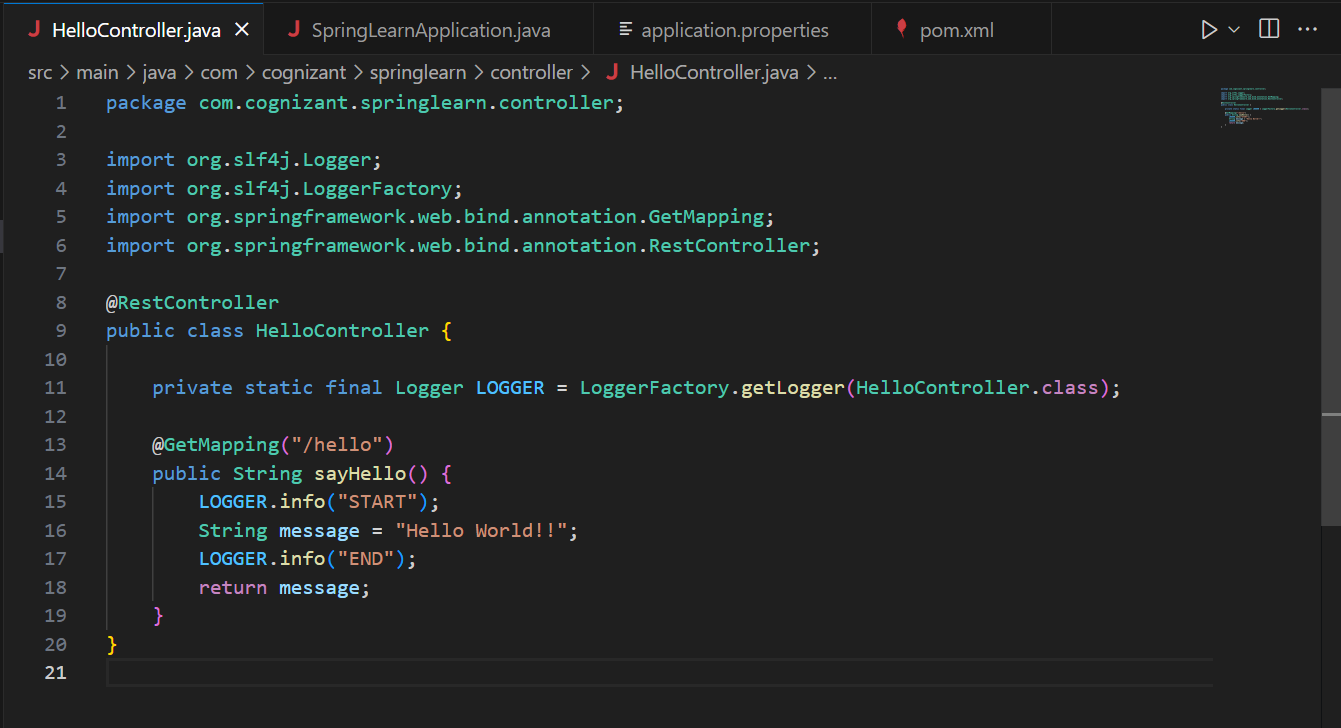 HelloController.java
SpringLearnApplication.java
application.properties
pom.xml
src > main > java > com > cognizant > springlearn > controller > HelloController.java > ...
1 package com.cognizant.springlearn.controller;
2
3 import org.slf4j.Logger;
4 import org.slf4j.LoggerFactory;
5 import org.springframework.web.bind.annotation.GetMapping;
6 import org.springframework.web.bind.annotation.RestController;
7
8 @RestController
9 public class HelloController {
10
11     private static final Logger LOGGER = LoggerFactory.getLogger(HelloController.class);
12
13     @GetMapping("/hello")
14     public String sayHello() {
15         LOGGER.info("START");
16         String message = "Hello World!!";
17         LOGGER.info("END");
18         return message;
19     }
20 }
21